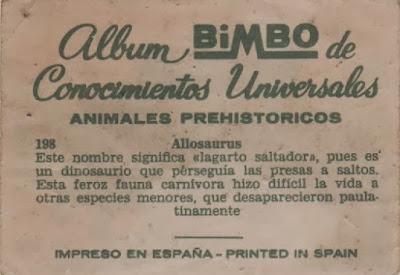 Album BIMBO de
Conocimientos Universales
ANIMALES PREHISTORICOS
198 Allosaurus
Este nombre significa «lagarto saltador», pues es
un dinosaurio que perseguía las presas a saltos.
Esta feroz fauna carnívora hizo difícil la vida a
otras especies menores, que desaparecieron paula-
tinamente
IMPRESO EN ESPAÑA - PRINTED IN SPAIN